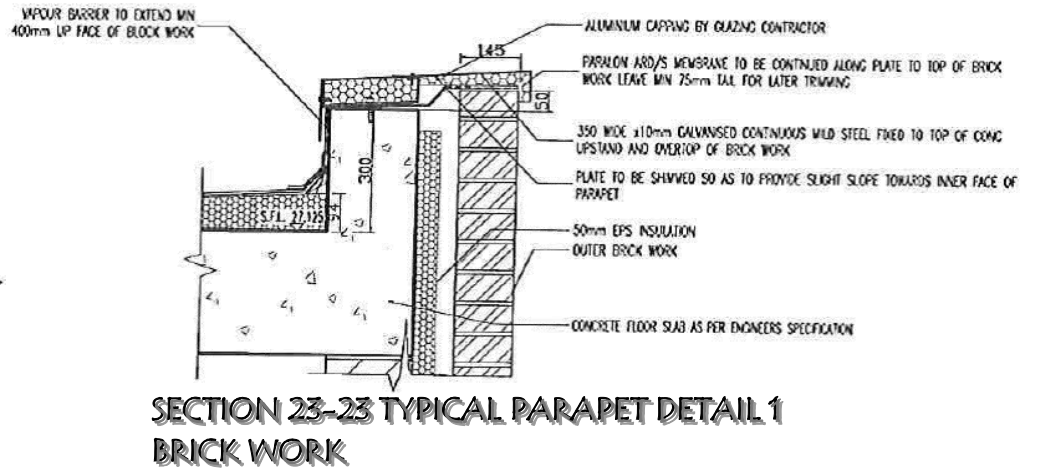 VAPOUR BARRIER TO EXTEND MIN
400mm UP FACE OF BLOCK WORK
ALUMINIUM CAPPING BY GLAZING CONTRACTOR
145
PARALON ARD/S MEMBRANE TO BE CONTINUED ALONG PLATE TO TOP OF BRICK
WORK LEAVE MIN 75mm TAIL FOR LATER TRIMMING
50
350 WIDE x10mm GALVANISED CONTINUOUS MILD STEEL FIXED TO TOP OF CONC
UPSTAND AND OVERTOP OF BRICK WORK
300
PLATE TO BE SHIMMED SO AS TO PROVIDE SLIGHT SLOPE TOWARDS INNER FACE OF
PARAPET
94
S.F.L. 27.125
50mm EPS INSULATION
OUTER BRICK WORK
CONCRETE FLOOR SLAB AS PER ENGINEERS SPECIFICATION
SECTION 23-23 TYPICAL PARAPET DETAIL 1
BRICK WORK